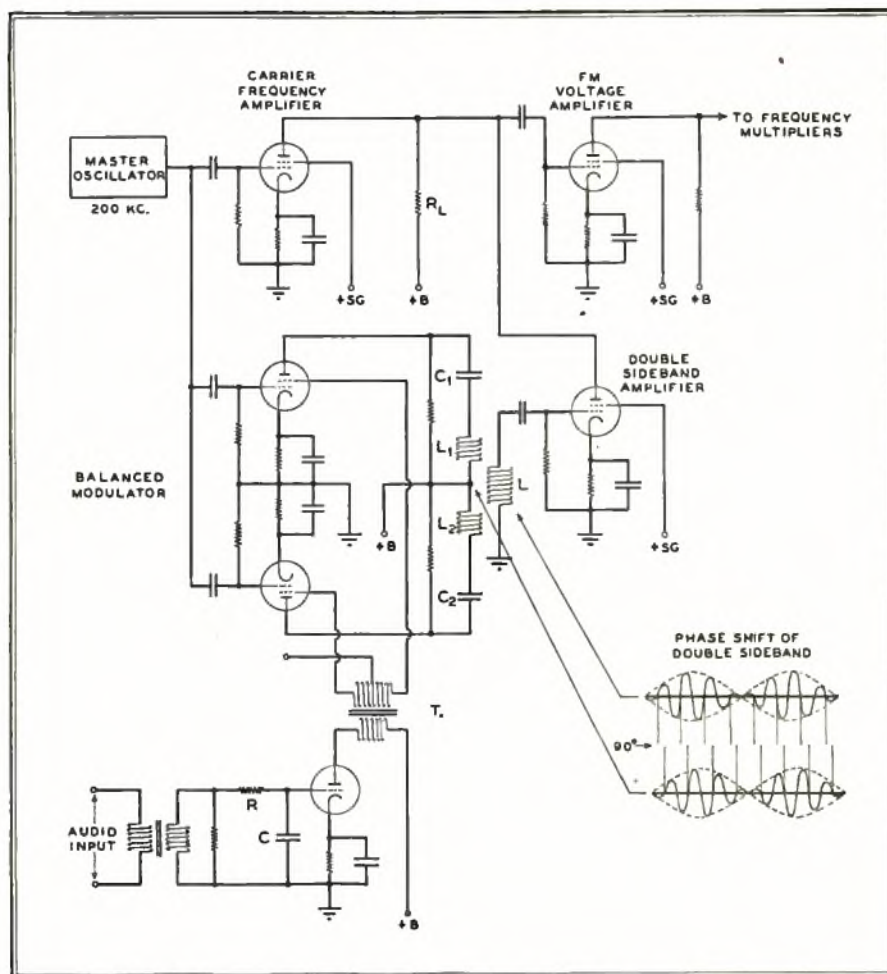 CARRIER
FREQUENCY
AMPLIFIER
FM
VOLTAGE
AMPLIFIER
TO FREQUENCY
MULTIPLIERS
MASTER
OSCILLATOR
200 KC.
RL
+SG
+B
+SG
+B
DOUBLE
SIDEBAND
AMPLIFIER
C1
L1
L
BALANCED
MODULATOR
+B
L2
+SG
C2
PHASE SHIFT OF
DOUBLE SIDEBAND
T.
90°
+
R
AUDIO
INPUT
C
+B